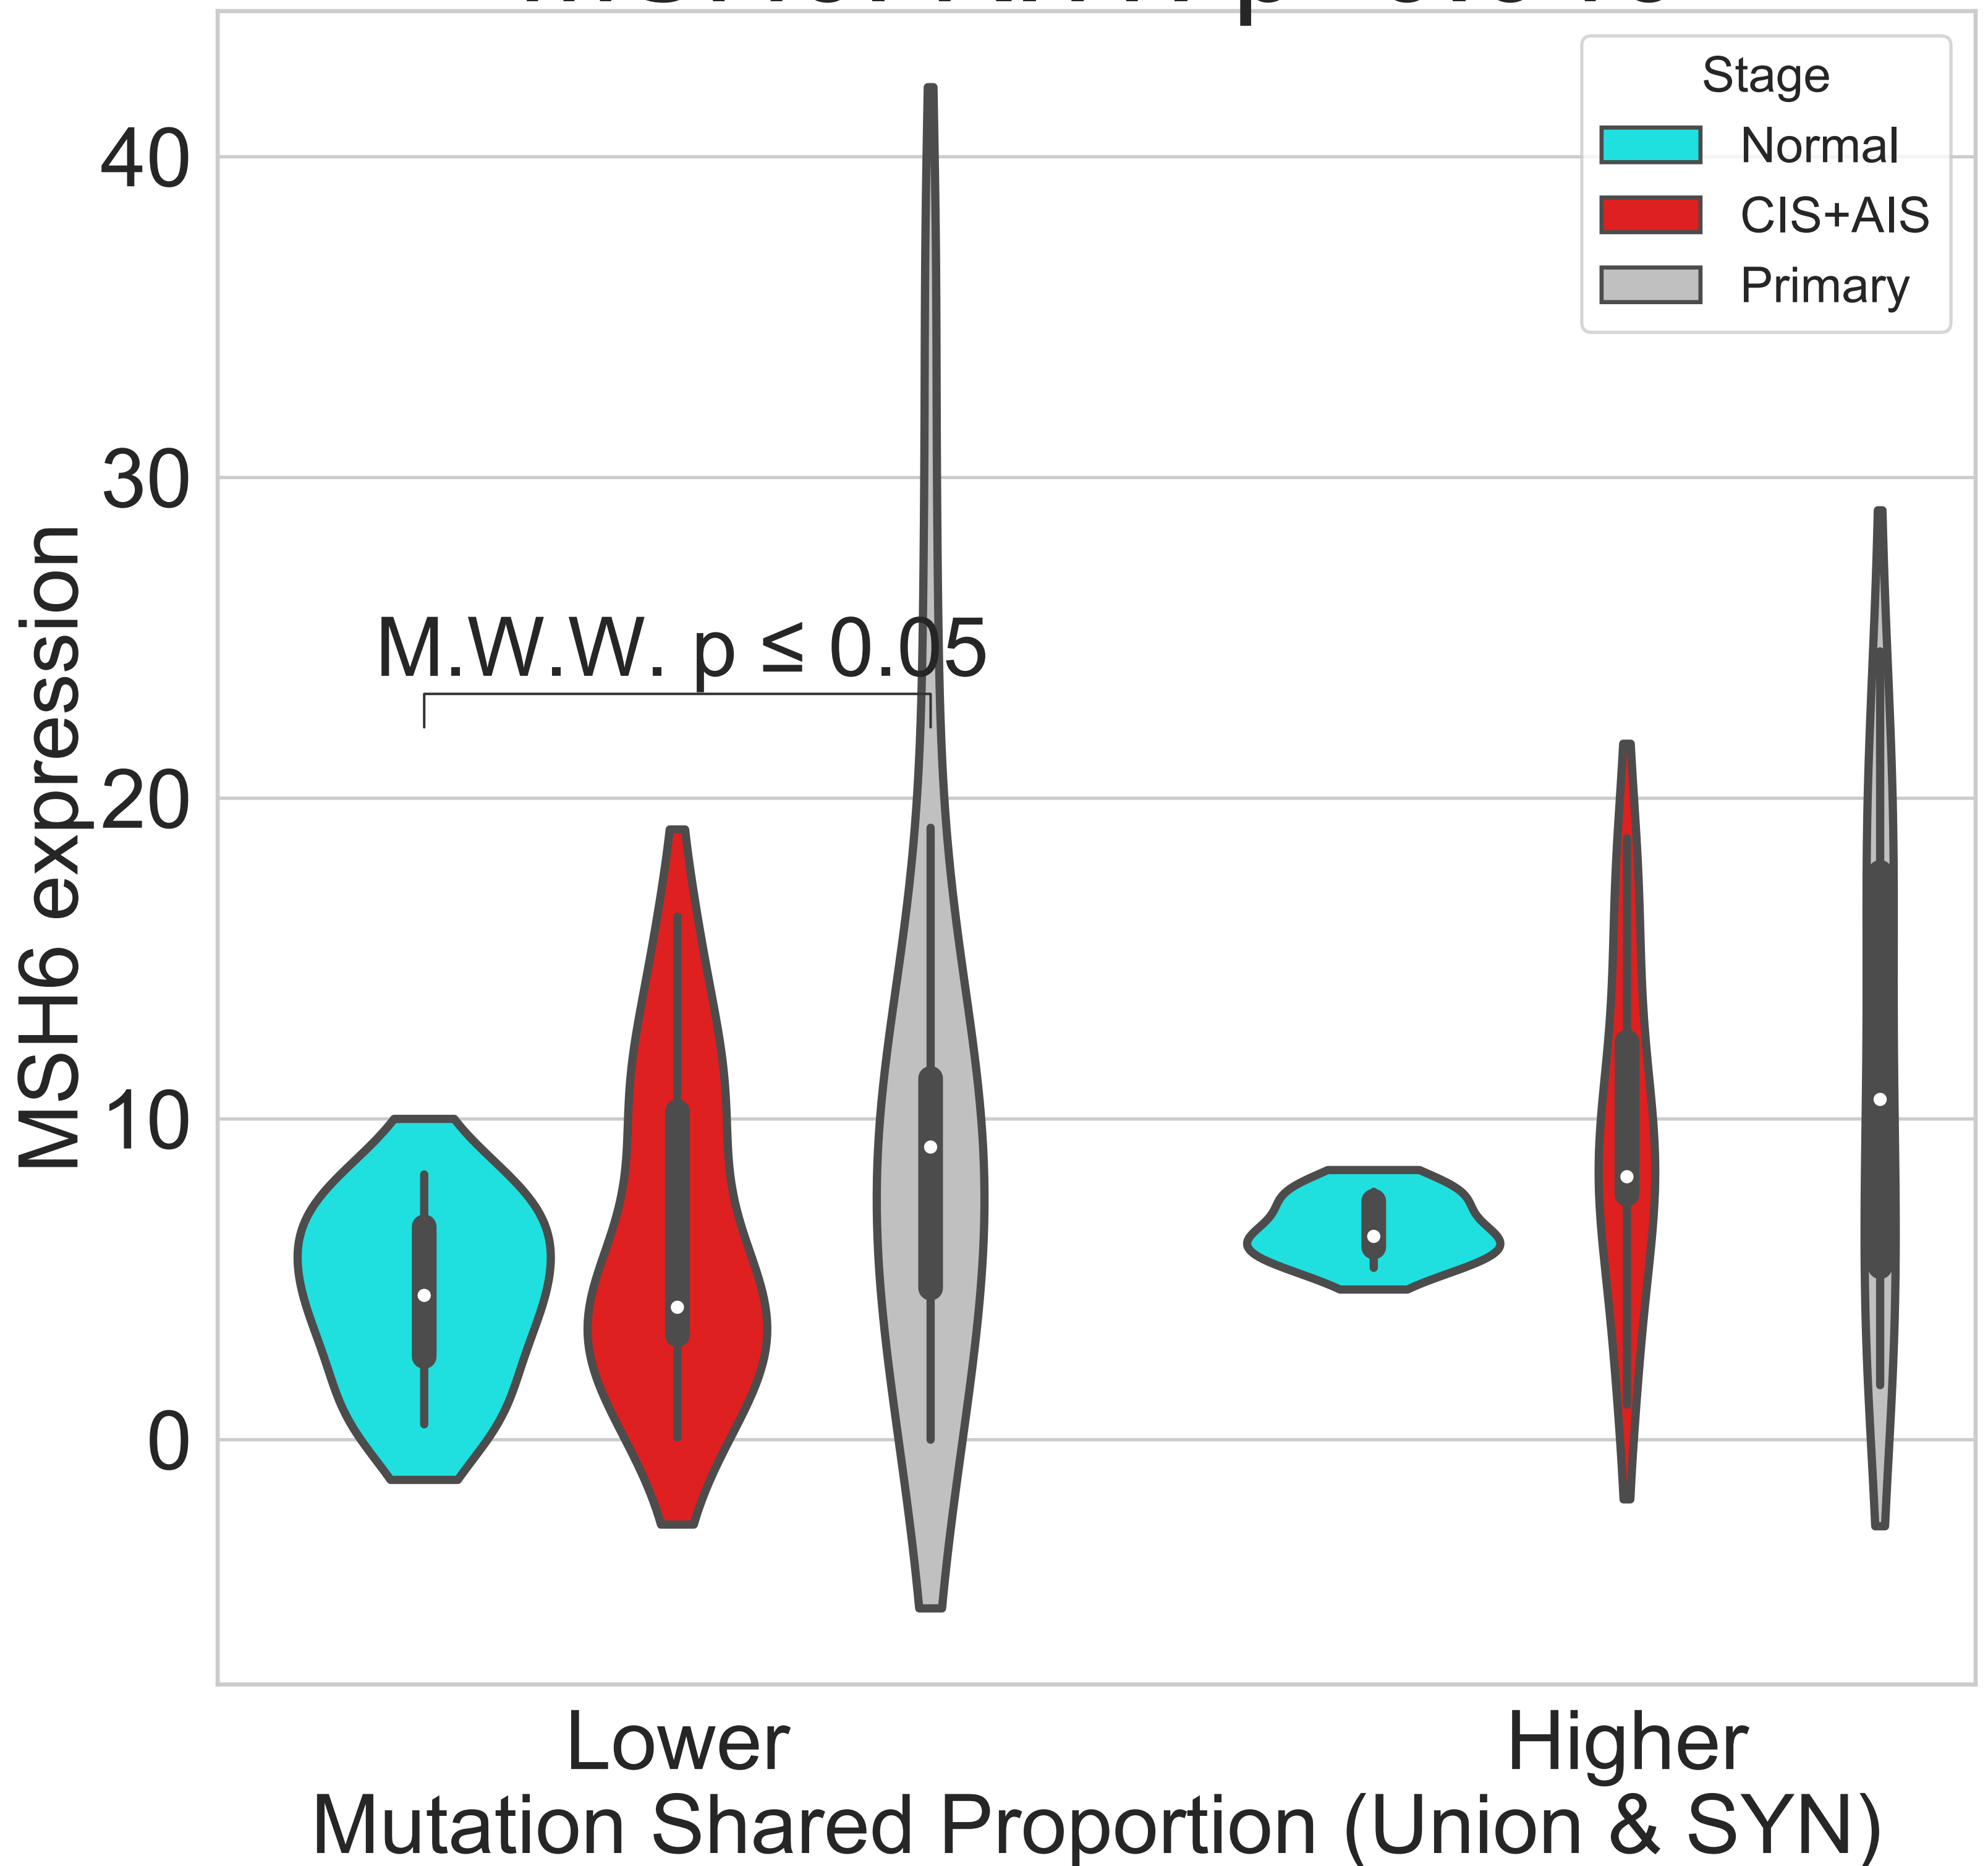 Stage
Normal
CIS+AIS
Primary
40
30
20
10
0
MSH6 expression
M.W.W. p ≤ 0.05
Lower
Higher
Mutation Shared Proportion (Union & SYN)